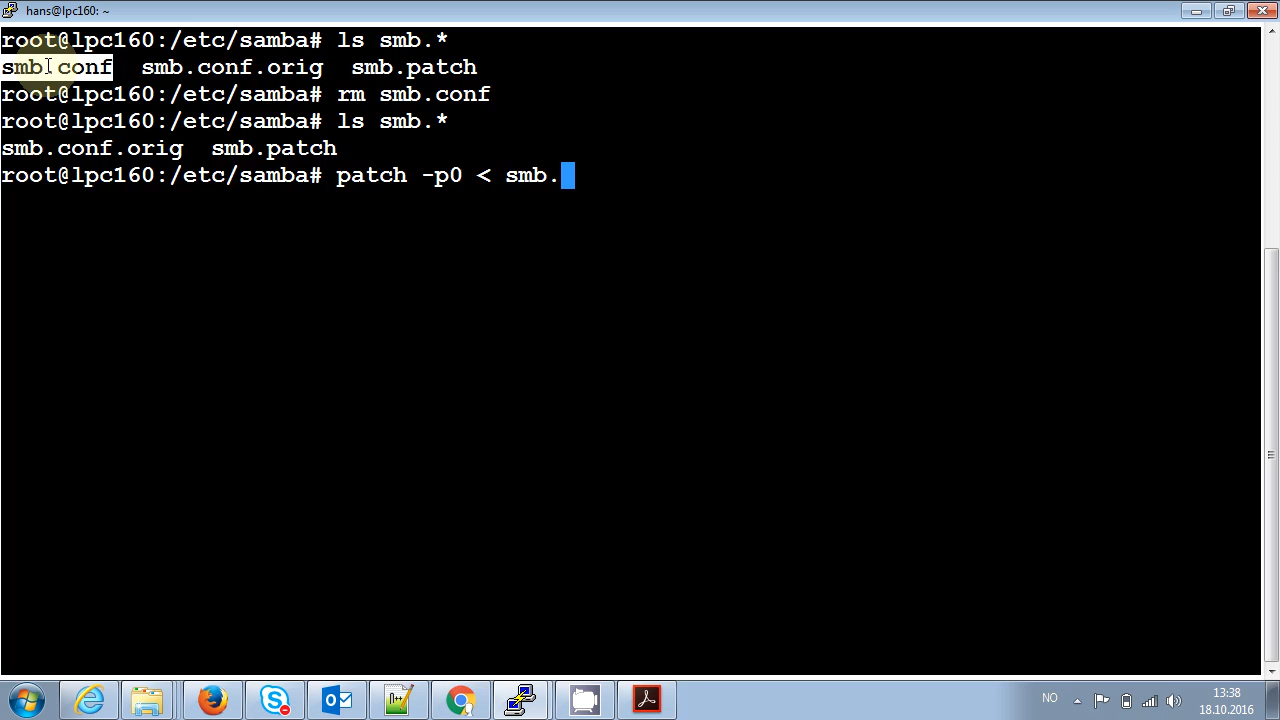 hans@lpc160: ~
root@lpc160:/etc/samba# ls smb.*
smb.conf  smb.conf.orig  smb.patch
root@lpc160:/etc/samba# rm smb.conf
root@lpc160:/etc/samba# ls smb.*
smb.conf.orig  smb.patch
root@lpc160:/etc/samba# patch -p0 < smb.
NO
13:38
18.10.2016